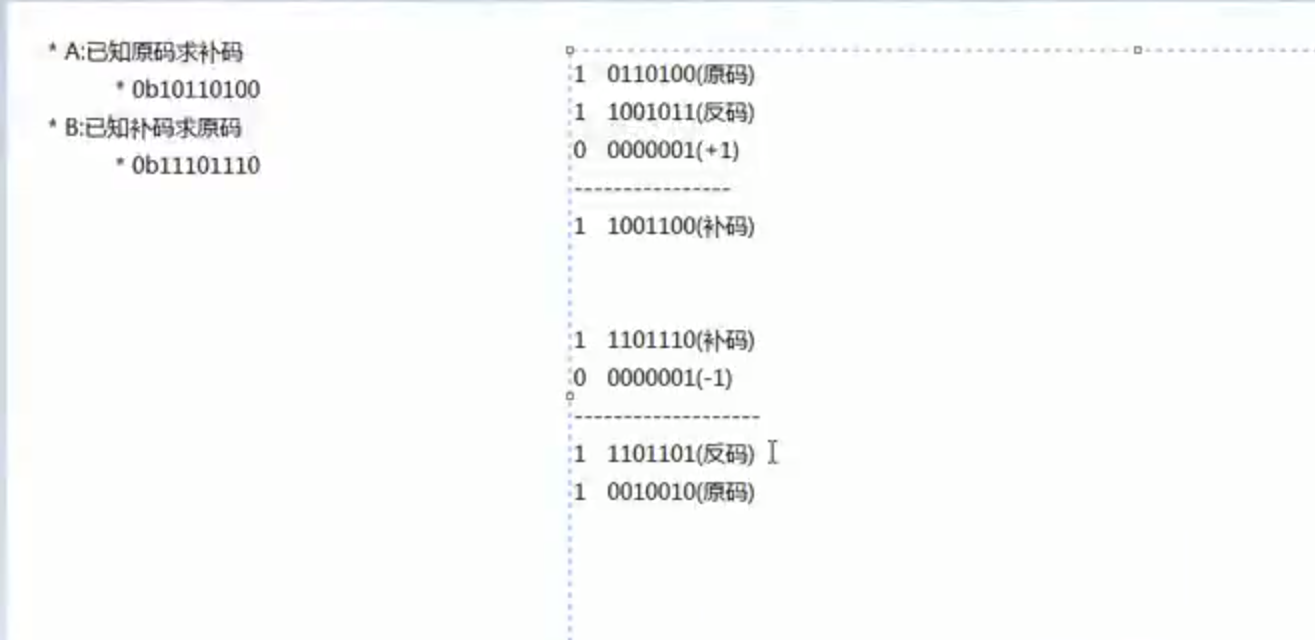 * A:已知原码求补码
* 0b10110100
* B:已知补码求原码
* 0b11101110
1 0110100(原码)
1 1001011(反码)
0 0000001(+1)
----------------
1 1001100(补码)
1 1101110(补码)
0 0000001(-1)
-------------------
1 1101101(反码)
1 0010010(原码)